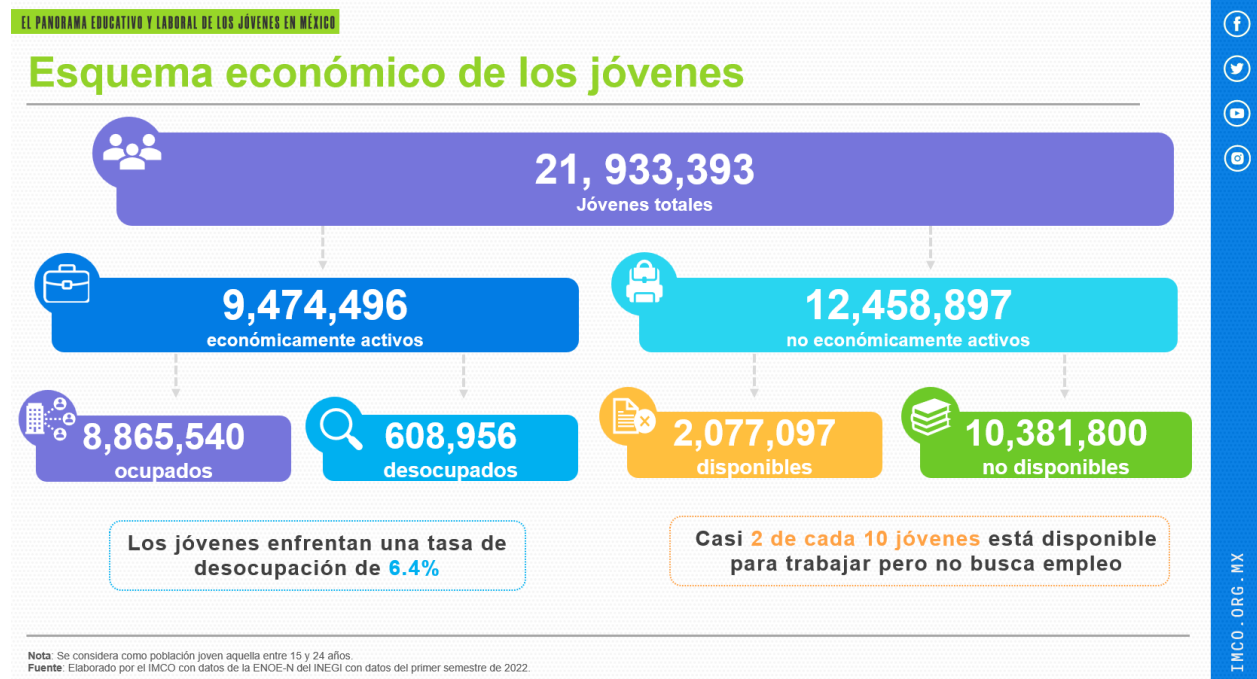 EL PANORAMA EDUCATIVO Y LABORAL DE LOS JÓVENES EN MÉXICO
Esquema económico de los jóvenes
21, 933,393
Jóvenes totales
9,474,496
económicamente activos
12,458,897
no económicamente activos
8,865,540
ocupados
608,956
desocupados
2,077,097
disponibles
10,381,800
no disponibles
Los jóvenes enfrentan una tasa de
desocupación de 6.4%
Casi 2 de cada 10 jóvenes está disponible
para trabajar pero no busca empleo
Nota: Se considera como población joven aquella entre 15 y 24 años.
Fuente: Elaborado por el IMCO con datos de la ENOE-N del INEGI con datos del primer semestre de 2022.
IMCO.ORG.MX